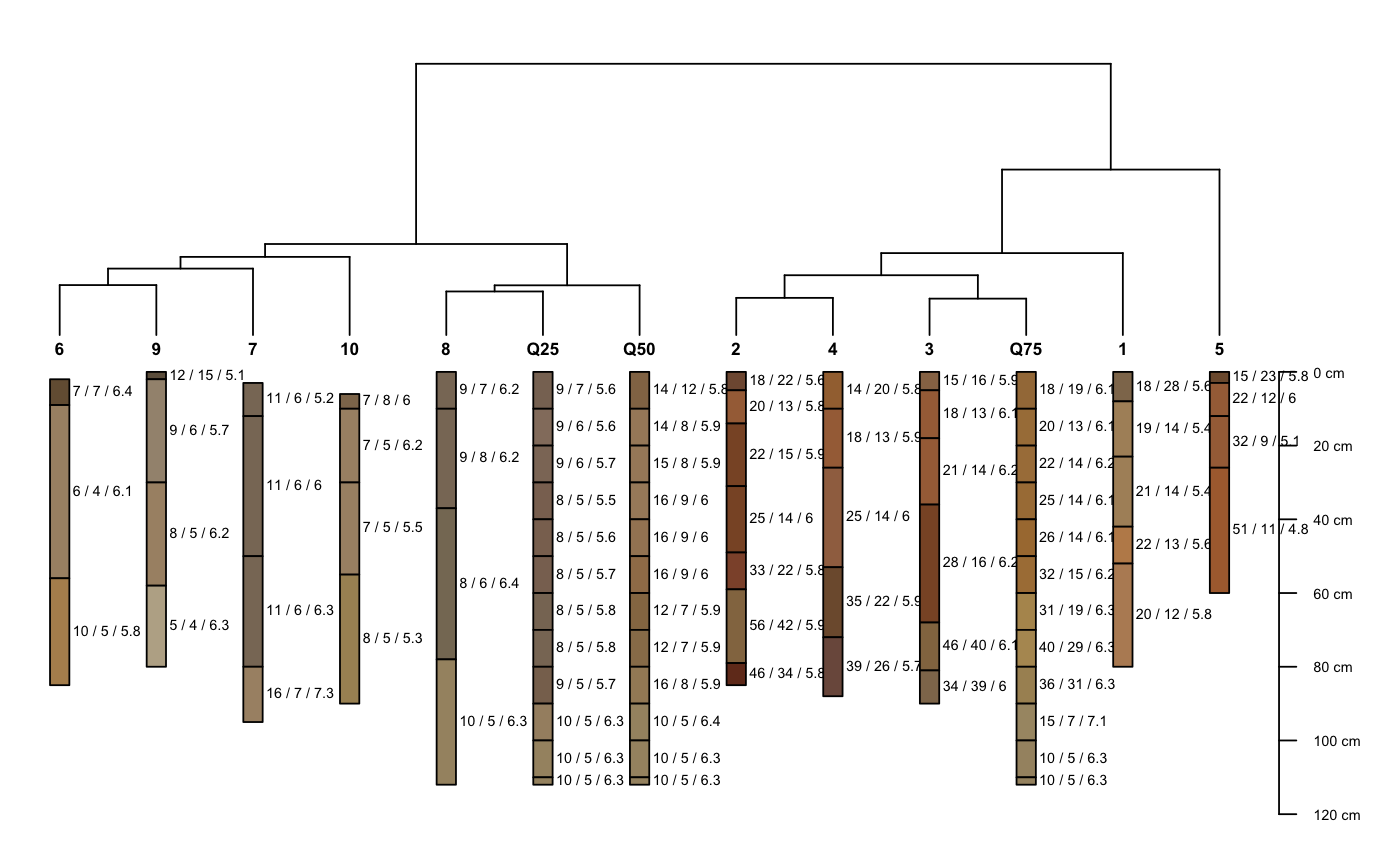 6 9 7 10 8 Q25 Q50 2 4 3 Q75 1 5
7 / 7 / 6.4
6 / 4 / 6.1
10 / 5 / 5.8
12 / 15 / 5.1
9 / 6 / 5.7
8 / 5 / 6.2
5 / 4 / 6.3
11 / 6 / 5.2
11 / 6 / 6
11 / 6 / 6.3
16 / 7 / 7.3
7 / 8 / 6
7 / 5 / 6.2
7 / 5 / 5.5
8 / 5 / 5.3
9 / 7 / 6.2
9 / 8 / 6.2
8 / 6 / 6.4
10 / 5 / 6.3
9 / 7 / 5.6
9 / 6 / 5.6
9 / 6 / 5.7
8 / 5 / 5.5
8 / 5 / 5.6
8 / 5 / 5.7
8 / 5 / 5.8
8 / 5 / 5.8
9 / 5 / 5.7
10 / 5 / 6.3
10 / 5 / 6.3
10 / 5 / 6.3
14 / 12 / 5.8
14 / 8 / 5.9
15 / 8 / 5.9
16 / 9 / 6
16 / 9 / 6
16 / 9 / 6
12 / 7 / 5.9
12 / 7 / 5.9
16 / 8 / 5.9
10 / 5 / 6.4
10 / 5 / 6.3
10 / 5 / 6.3
18 / 22 / 5.6
20 / 13 / 5.8
22 / 15 / 5.9
25 / 14 / 6
33 / 22 / 5.8
56 / 42 / 5.9
46 / 34 / 5.8
14 / 20 / 5.8
18 / 13 / 5.9
25 / 14 / 6
35 / 22 / 5.9
39 / 26 / 5.7
15 / 16 / 5.9
18 / 13 / 6.1
21 / 14 / 6.2
28 / 16 / 6.2
46 / 40 / 6.1
34 / 39 / 6
18 / 19 / 6.1
20 / 13 / 6.1
22 / 14 / 6.2
25 / 14 / 6.1
26 / 14 / 6.1
32 / 15 / 6.2
31 / 19 / 6.3
40 / 29 / 6.3
36 / 31 / 6.3
15 / 7 / 7.1
10 / 5 / 6.3
10 / 5 / 6.3
18 / 28 / 5.6
19 / 14 / 5.4
21 / 14 / 5.4
22 / 13 / 5.6
20 / 12 / 5.8
15 / 23 / 5.8
22 / 12 / 6
32 / 9 / 5.1
51 / 11 / 4.8
0 cm
20 cm
40 cm
60 cm
80 cm
100 cm
120 cm